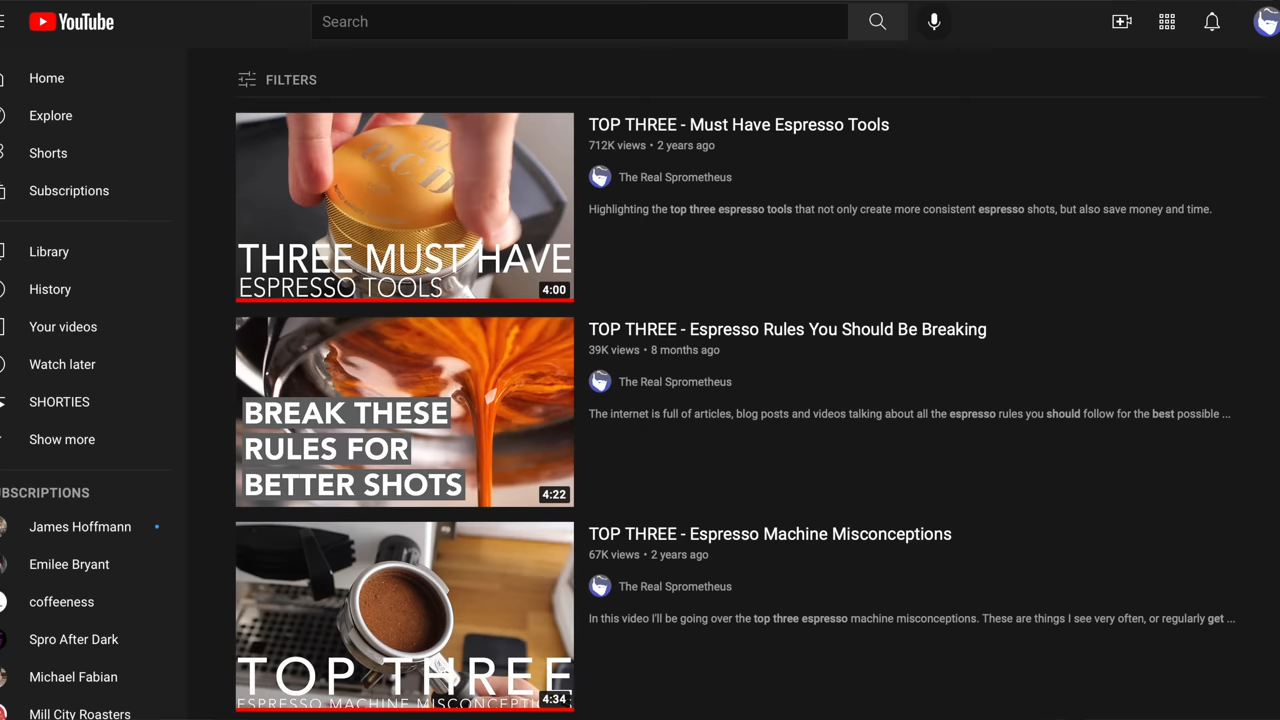 YouTube
Search
Home
Explore
Shorts
Subscriptions
Library
History
Your videos
Watch later
SHORTIES
Show more
UBSCRIPTIONS
James Hoffmann
Emilee Bryant
coffeeness
Spro After Dark
Michael Fabian
Mill City Roasters
FILTERS
OCD
THREE MUST HAVE
ESPRESSO TOOLS
4:00
TOP THREE - Must Have Espresso Tools
712K views • 2 years ago
The Real Sprometheus
Highlighting the top three espresso tools that not only create more consistent espresso shots, but also save money and time.
BREAK THESE
RULES FOR
BETTER SHOTS
4:22
TOP THREE - Espresso Rules You Should Be Breaking
39K views • 8 months ago
The Real Sprometheus
The internet is full of articles, blog posts and videos talking about all the espresso rules you should follow for the best possible ...
TOP THREE
ESPRESSO MACHINE MISCONCEPTI
4:34
TOP THREE - Espresso Machine Misconceptions
67K views • 2 years ago
The Real Sprometheus
In this video I'll be going over the top three espresso machine misconceptions. These are things I see very often, or regularly get ...